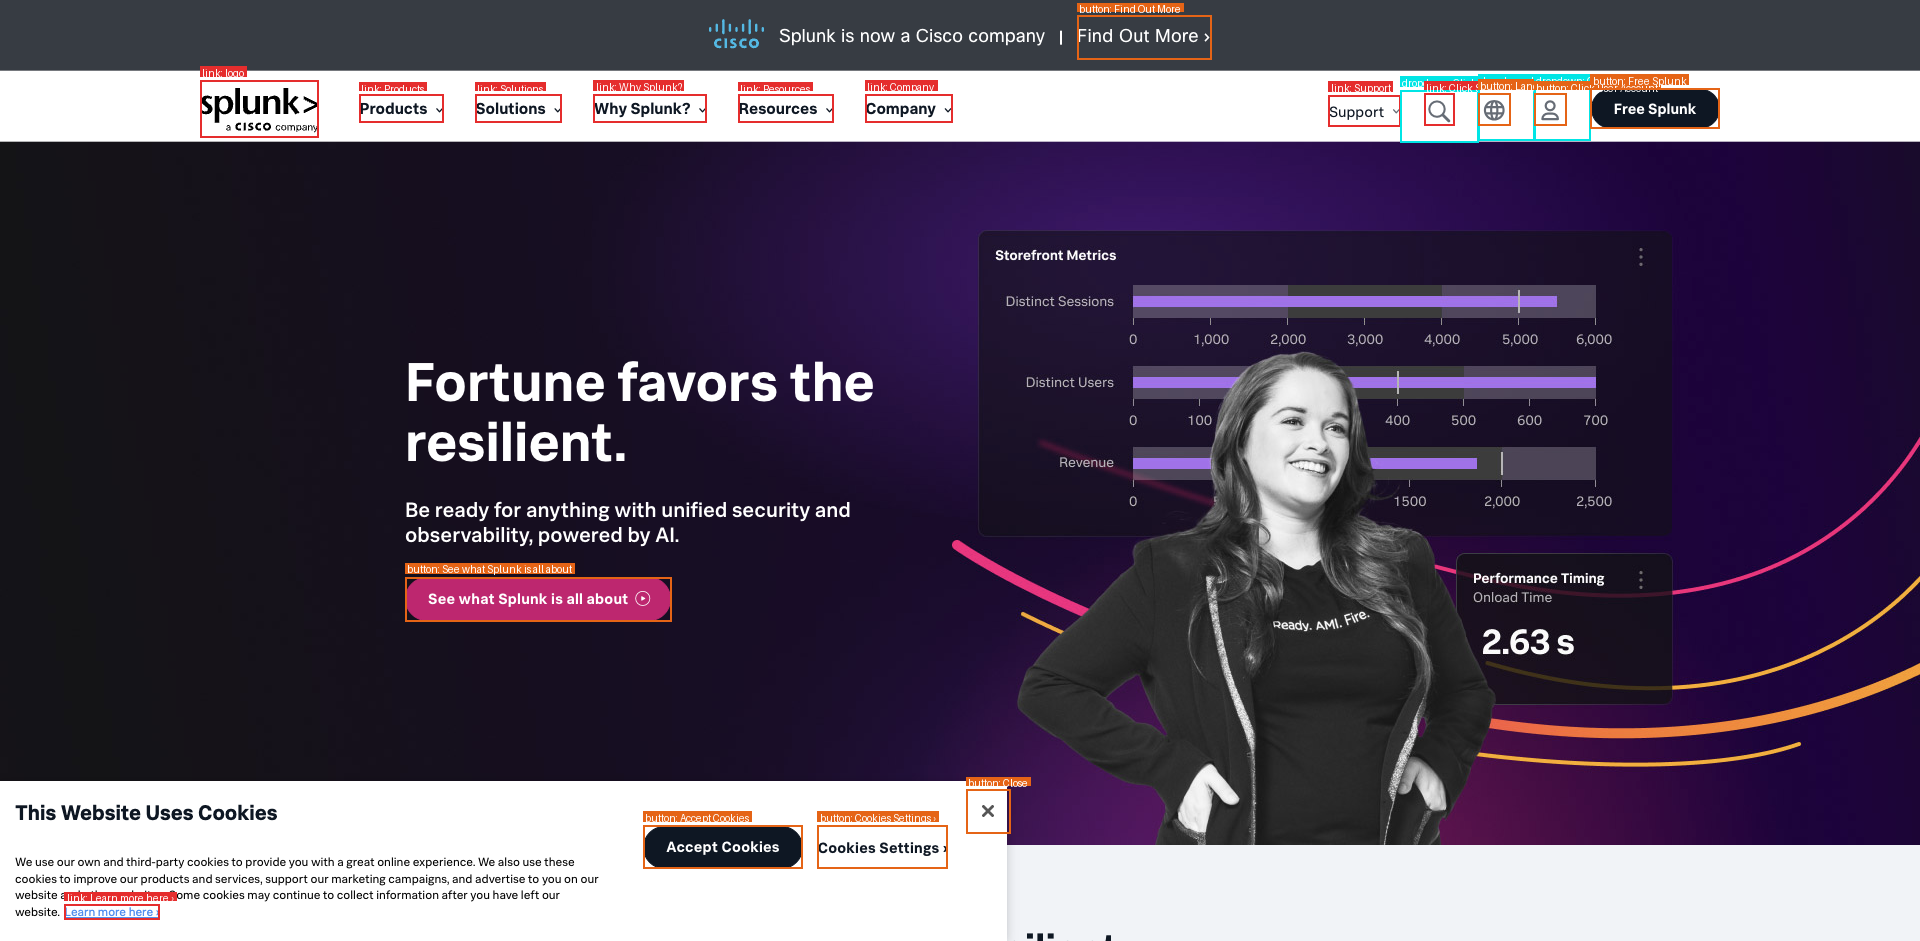 button: Find Out More
CISCO Splunk is now a Cisco company | Find Out More ›
link: logo
link: Products
link: Solutions
link: Why Splunk?
link: Resources
link: Company
link: Support
button: Free Splunk
splunk>
a CISCO company
Products
Solutions
Why Splunk?
Resources
Company
Support
Free Splunk
Storefront Metrics
Distinct Sessions
0 1,000 2,000 3,000 4,000 5,000 6,000
Distinct Users
0 100 400 500 600 700
Revenue
0 1500 2,000 2,500
Fortune favors the
resilient.
Be ready for anything with unified security and
observability, powered by AI.
button: See what Splunk is all about
See what Splunk is all about
Ready. AMI. Fire.
Performance Timing
Onload Time
2.63 s
button: Close
This Website Uses Cookies
button: Accept Cookies
Accept Cookies
button: Cookies Settings ›
Cookies Settings ›
We use our own and third-party cookies to provide you with a great online experience. We also use these
cookies to improve our products and services, support our marketing campaigns, and advertise to you on our
website Some cookies may continue to collect information after you have left our
link: Learn more here ›
website. Learn more here ›